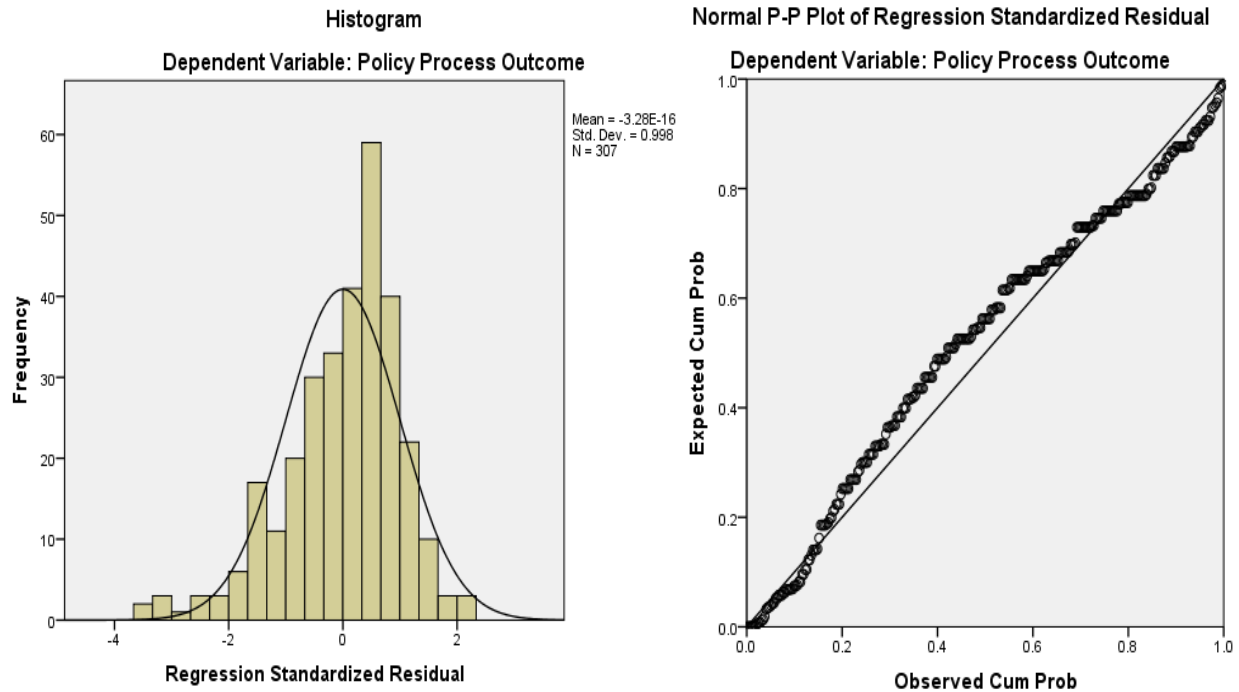 Histogram
Dependent Variable: Policy Process Outcome
Mean = -3.28E-16
Std. Dev. = 0.998
N = 307
60
50
40
30
20
10
0
Frequency
-4 -2 0 2
Regression Standardized Residual
Normal P-P Plot of Regression Standardized Residual
Dependent Variable: Policy Process Outcome
1.0
0.8
0.6
0.4
0.2
0.0
Expected Cum Prob
0.0 0.2 0.4 0.6 0.8 1.0
Observed Cum Prob